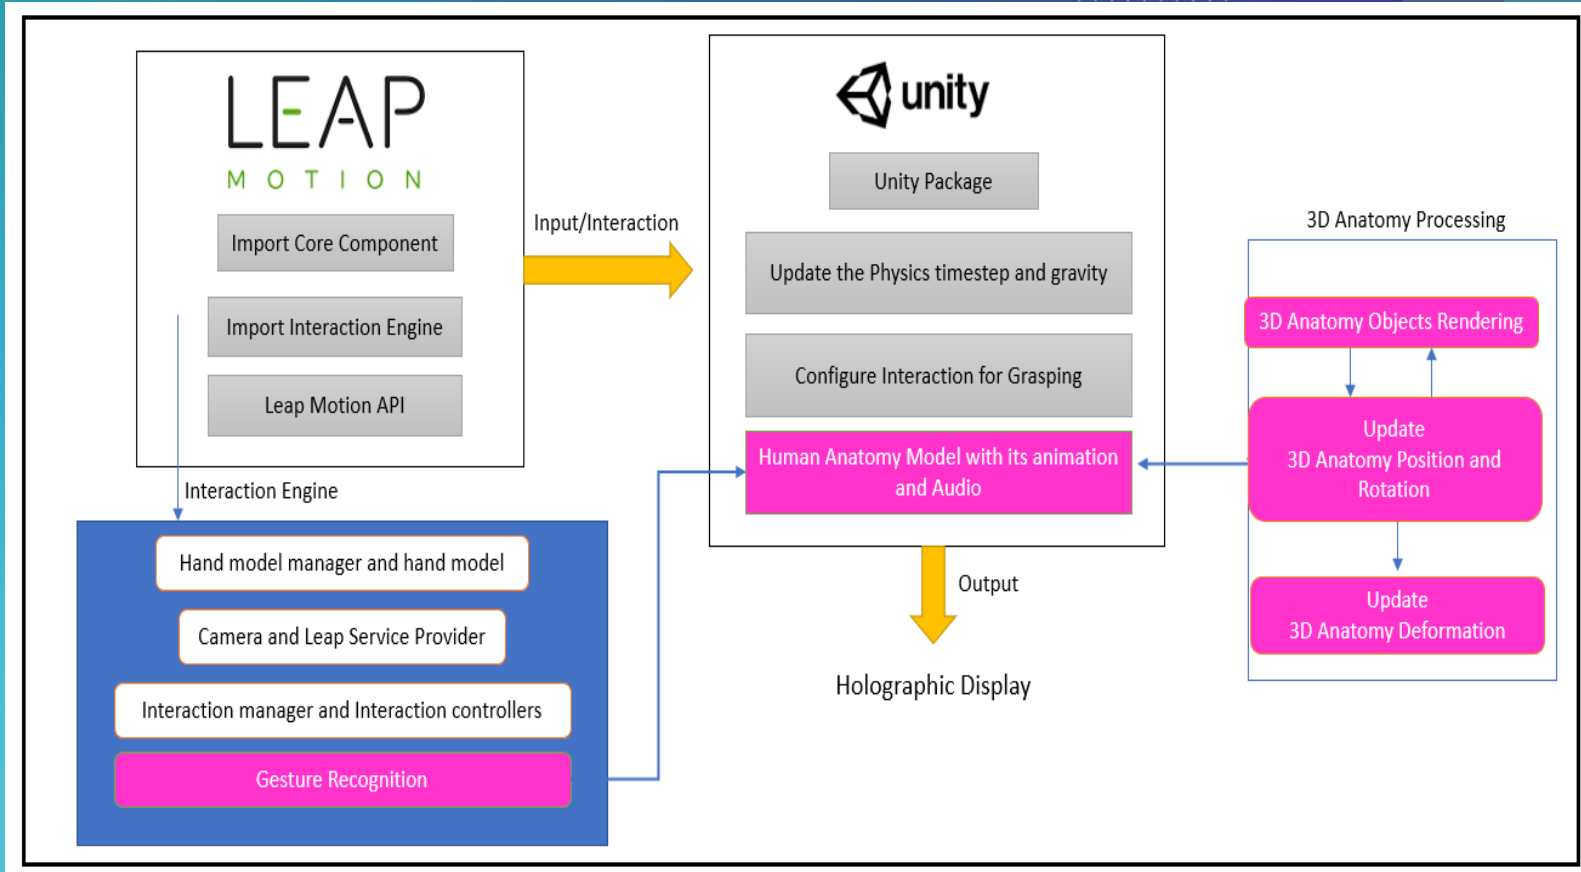 LEAP
MOTION
Import Core Component
Import Interaction Engine
Leap Motion API
Input/Interaction
Interaction Engine
Hand model manager and hand model
Camera and Leap Service Provider
Interaction manager and Interaction controllers
Gesture Recognition
unity
Unity Package
Update the Physics timestep and gravity
Configure Interaction for Grasping
Human Anatomy Model with its animation
and Audio
Output
Holographic Display
3D Anatomy Processing
3D Anatomy Objects Rendering
Update
3D Anatomy Position and
Rotation
Update
3D Anatomy Deformation